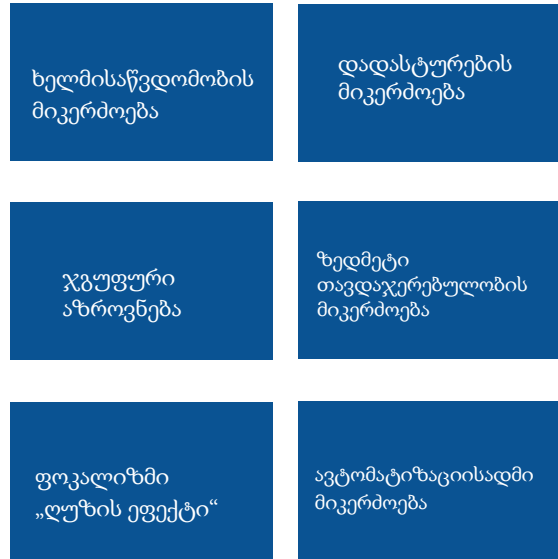 ხელმისაწვდომობის
მიკერძოება
დადასტურების
მიკერძოება
ჯგუფური
აზროვნება
ზედმეტი
თავდაჯერებულობის
მიკერძოება
ფოკალიზმი
„ღუზის ეფექტი“
ავტომატიზაციისადმი
მიკერძოება